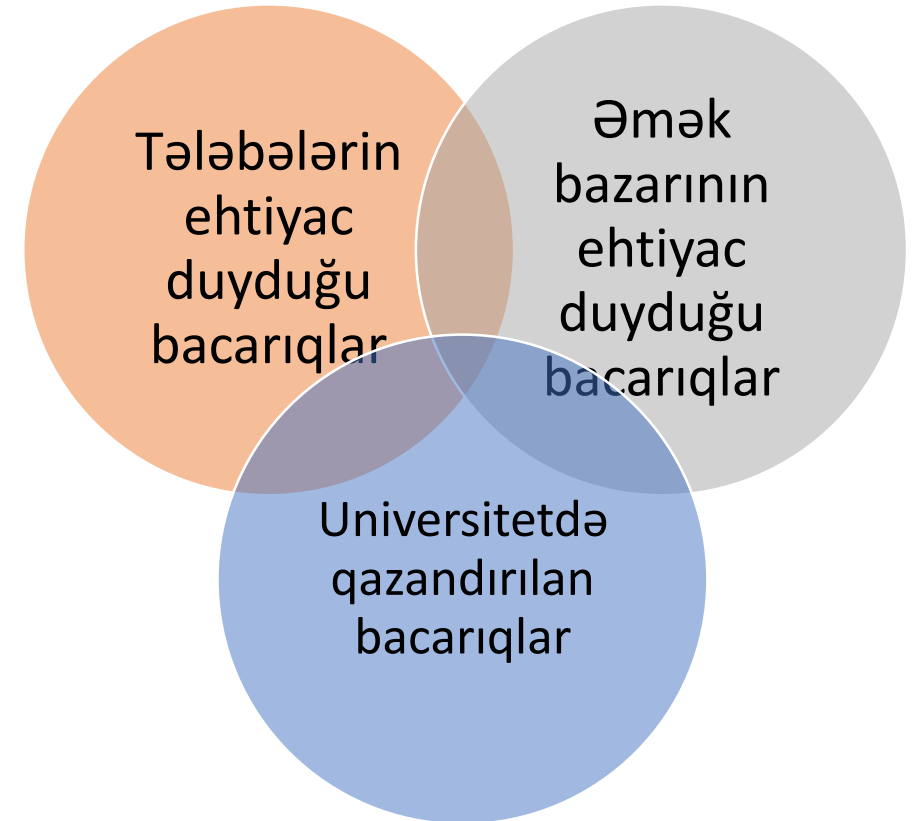 Tələbələrin
ehtiyac
duyduğu
bacarıqlar
Əmək
bazarının
ehtiyac
duyduğu
bacarıqlar
Universitetdə
qazandırılan
bacarıqlar